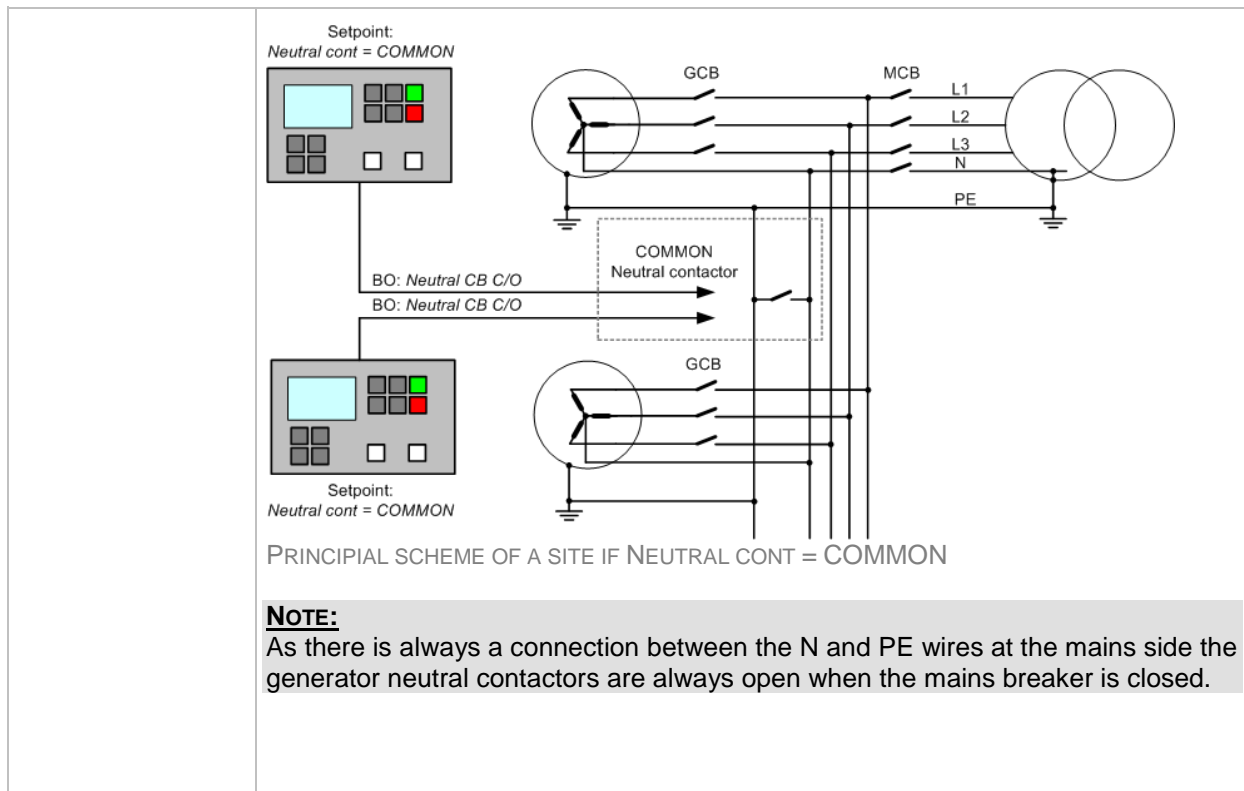 Setpoint:
Neutral cont = COMMON
GCB
MCB
L1
L2
L3
N
PE
COMMON
Neutral contactor
BO: Neutral CB C/O
BO: Neutral CB C/O
GCB
Setpoint:
Neutral cont = COMMON
PRINCIPIAL SCHEME OF A SITE IF NEUTRAL CONT = COMMON
NOTE:
As there is always a connection between the N and PE wires at the mains side the
generator neutral contactors are always open when the mains breaker is closed.